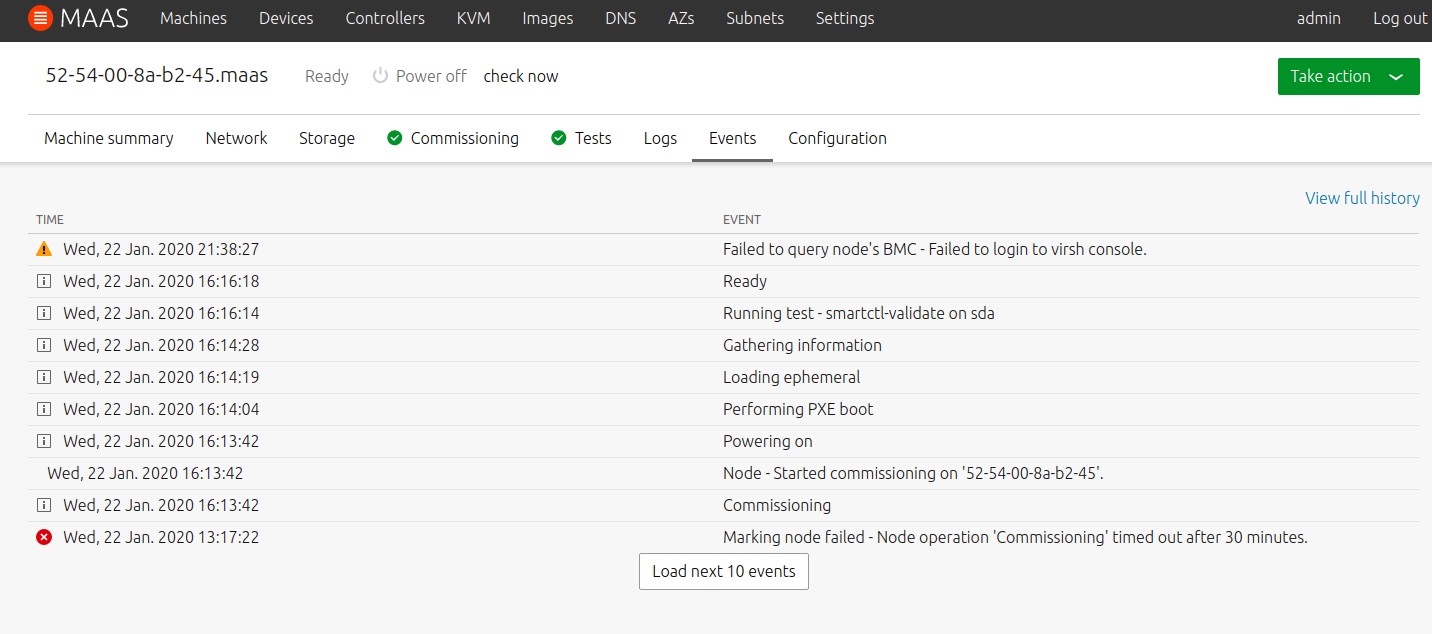 MAAS Machines Devices Controllers KVM Images DNS AZs Subnets Settings admin Log out
52-54-00-8a-b2-45.maas Ready Power off check now Take action
Machine summary Network Storage Commissioning Tests Logs Events Configuration
View full history
TIME EVENT
Wed, 22 Jan. 2020 21:38:27 Failed to query node's BMC - Failed to login to virsh console.
Wed, 22 Jan. 2020 16:16:18 Ready
Wed, 22 Jan. 2020 16:16:14 Running test - smartctl-validate on sda
Wed, 22 Jan. 2020 16:14:28 Gathering information
Wed, 22 Jan. 2020 16:14:19 Loading ephemeral
Wed, 22 Jan. 2020 16:14:04 Performing PXE boot
Wed, 22 Jan. 2020 16:13:42 Powering on
Wed, 22 Jan. 2020 16:13:42 Node - Started commissioning on '52-54-00-8a-b2-45'.
Wed, 22 Jan. 2020 16:13:42 Commissioning
Wed, 22 Jan. 2020 13:17:22 Marking node failed - Node operation 'Commissioning' timed out after 30 minutes.
Load next 10 events